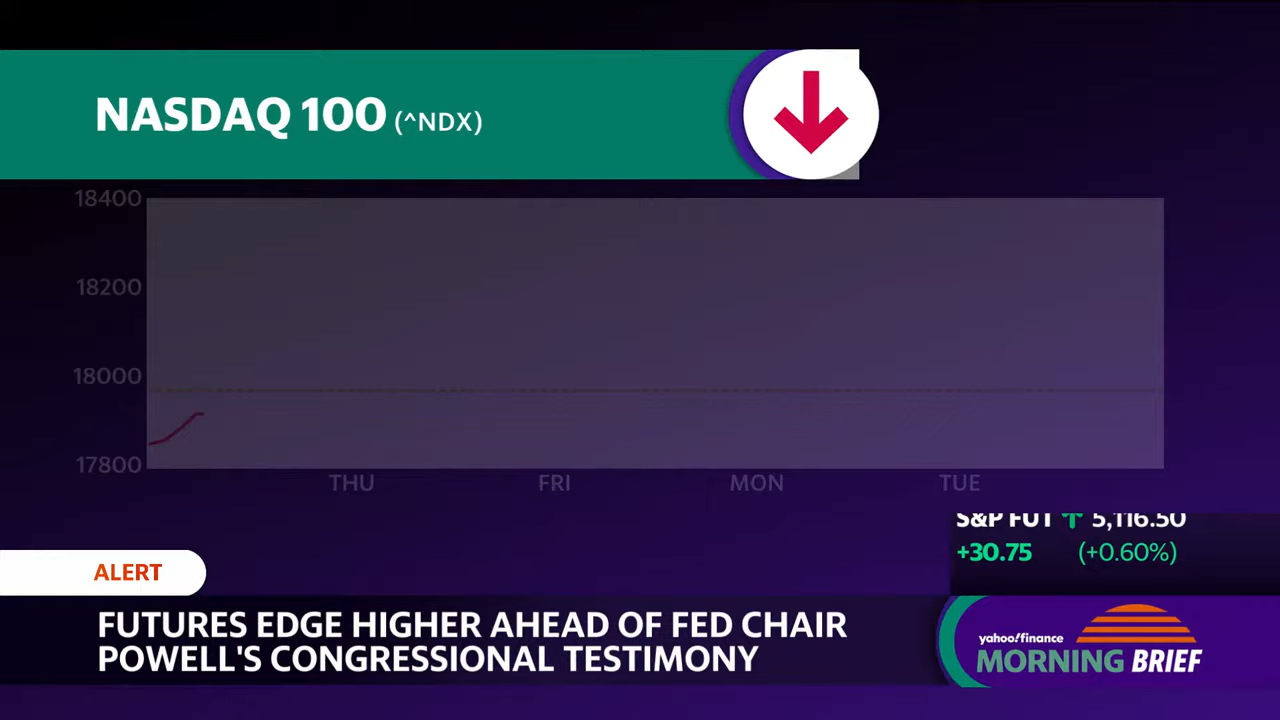 NASDAQ 100 (^NDX)
18400
18200
18000
17800
THU FRI MON TUE
S&P FUT 5,116.50
+30.75 (+0.60%)
ALERT
FUTURES EDGE HIGHER AHEAD OF FED CHAIR
POWELL'S CONGRESSIONAL TESTIMONY
yahoo!finance
MORNING BRIEF